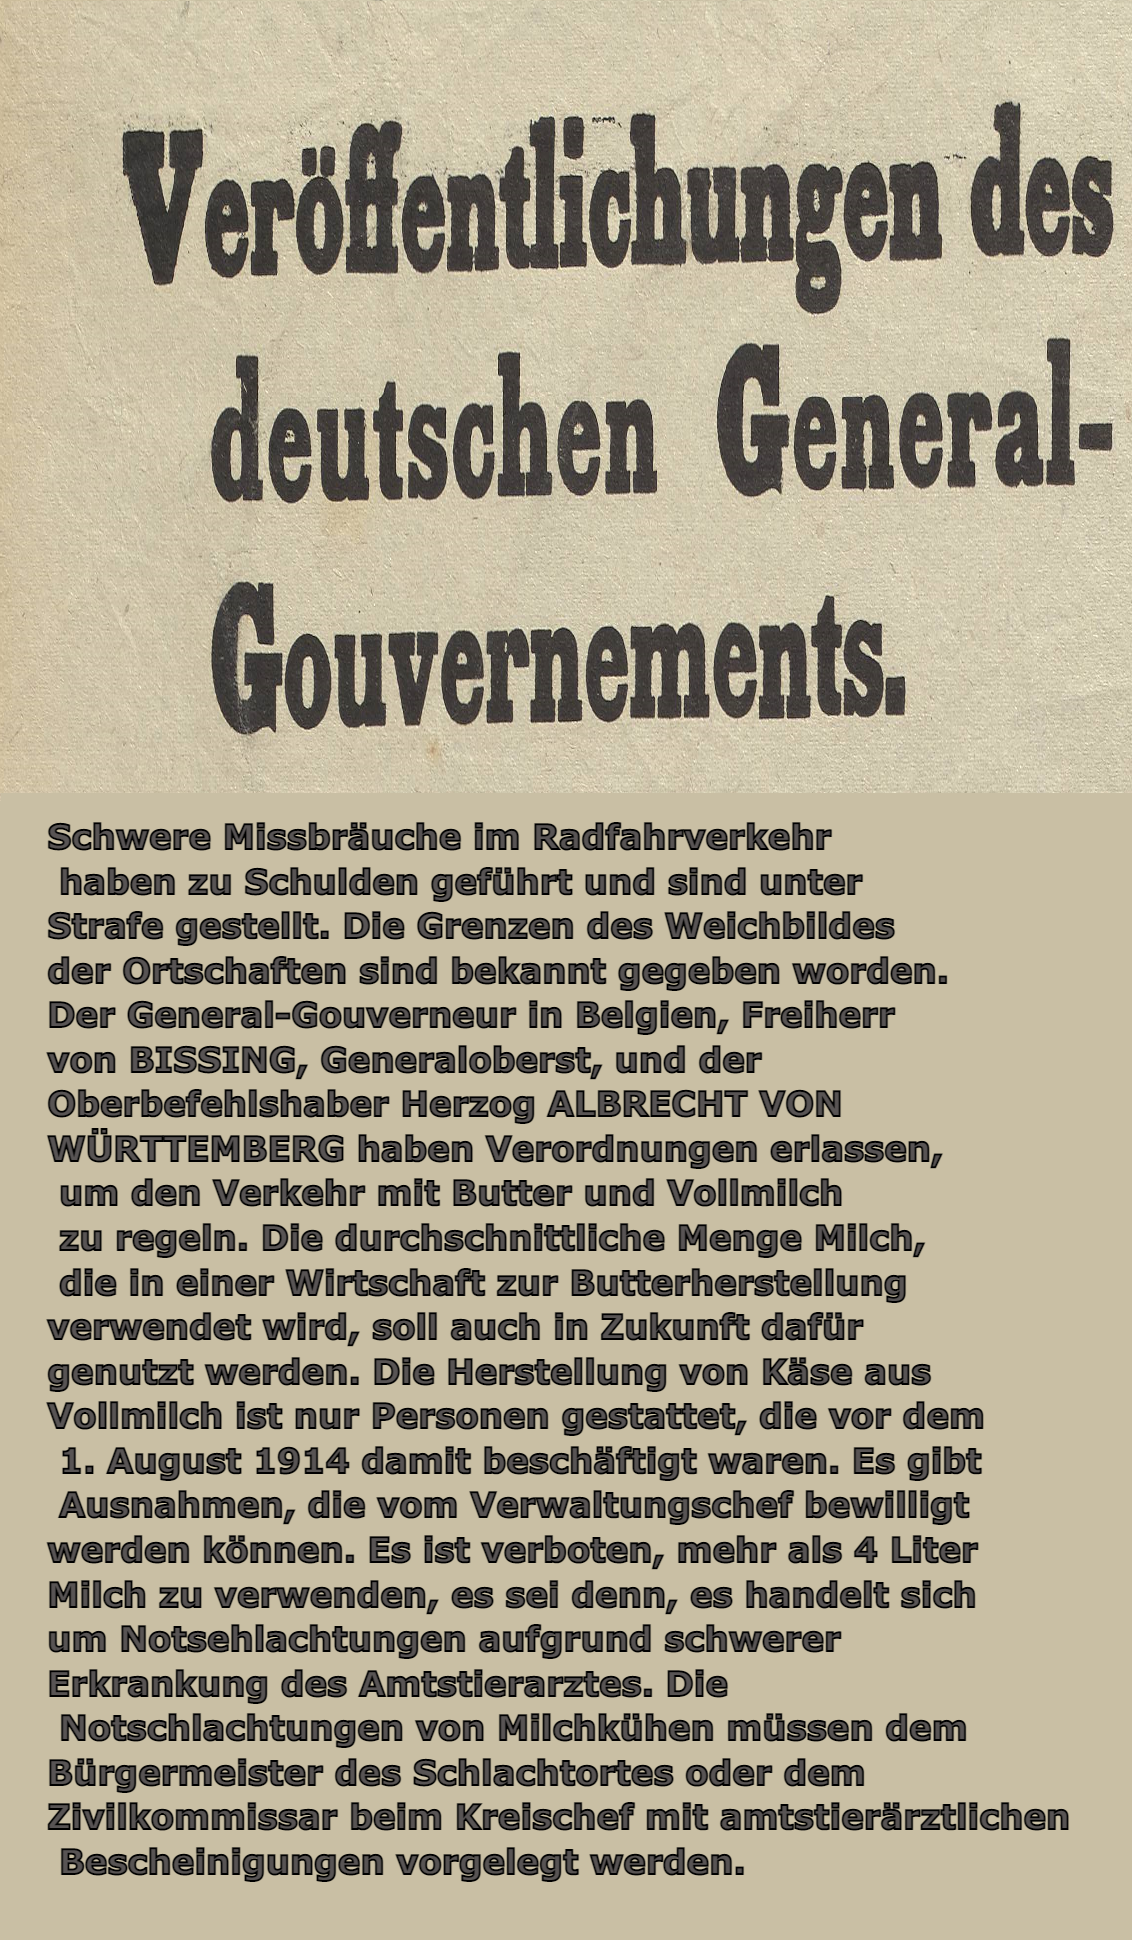 Veröffentlichungen des
deutschen General-
Gouvernements.
Schwere Missbräuche im Radfahrverkehr
haben zu Schulden geführt und sind unter
Strafe gestellt. Die Grenzen des Weichbildes
der Ortschaften sind bekannt gegeben worden.
Der General-Gouverneur in Belgien, Freiherr
von BISSING, Generaloberst, und der
Oberbefehlshaber Herzog ALBRECHT VON
WÜRTTEMBERG haben Verordnungen erlassen,
um den Verkehr mit Butter und Vollmilch
zu regeln. Die durchschnittliche Menge Milch,
die in einer Wirtschaft zur Butterherstellung
verwendet wird, soll auch in Zukunft dafür
genutzt werden. Die Herstellung von Käse aus
Vollmilch ist nur Personen gestattet, die vor dem
1. August 1914 damit beschäftigt waren. Es gibt
Ausnahmen, die vom Verwaltungschef bewilligt
werden können. Es ist verboten, mehr als 4 Liter
Milch zu verwenden, es sei denn, es handelt sich
um Notsehlachtungen aufgrund schwerer
Erkrankung des Amtstierarztes. Die
Notschlachtungen von Milchkühen müssen dem
Bürgermeister des Schlachtortes oder dem
Zivilkommissar beim Kreischef mit amtstierärztlichen
Bescheinigungen vorgelegt werden.